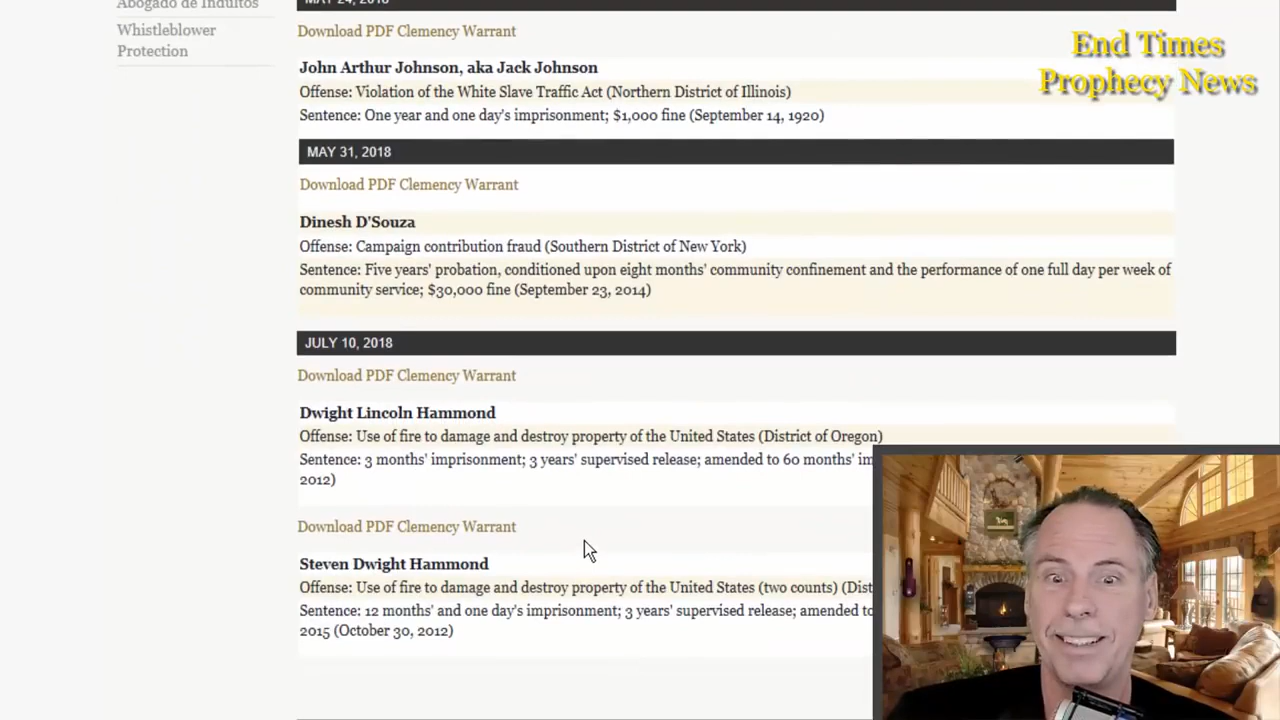 Abogado de Indultos
Whistleblower
Protection
MAY 24, 2018
Download PDF Clemency Warrant
John Arthur Johnson, aka Jack Johnson
Offense: Violation of the White Slave Traffic Act (Northern District of Illinois)
Sentence: One year and one day's imprisonment; $1,000 fine (September 14, 1920)
MAY 31, 2018
Download PDF Clemency Warrant
Dinesh D'Souza
Offense: Campaign contribution fraud (Southern District of New York)
Sentence: Five years' probation, conditioned upon eight months' community confinement and the performance of one full day per week of
community service; $30,000 fine (September 23, 2014)
JULY 10, 2018
Download PDF Clemency Warrant
Dwight Lincoln Hammond
Offense: Use of fire to damage and destroy property of the United States (District of Oregon)
Sentence: 3 months' imprisonment; 3 years' supervised release; amended to 60 months' im
2012)
Download PDF Clemency Warrant
Steven Dwight Hammond
Offense: Use of fire to damage and destroy property of the United States (two counts) (Dist
Sentence: 12 months' and one day's imprisonment; 3 years' supervised release; amended to
2015 (October 30, 2012)
End Times
Prophecy News